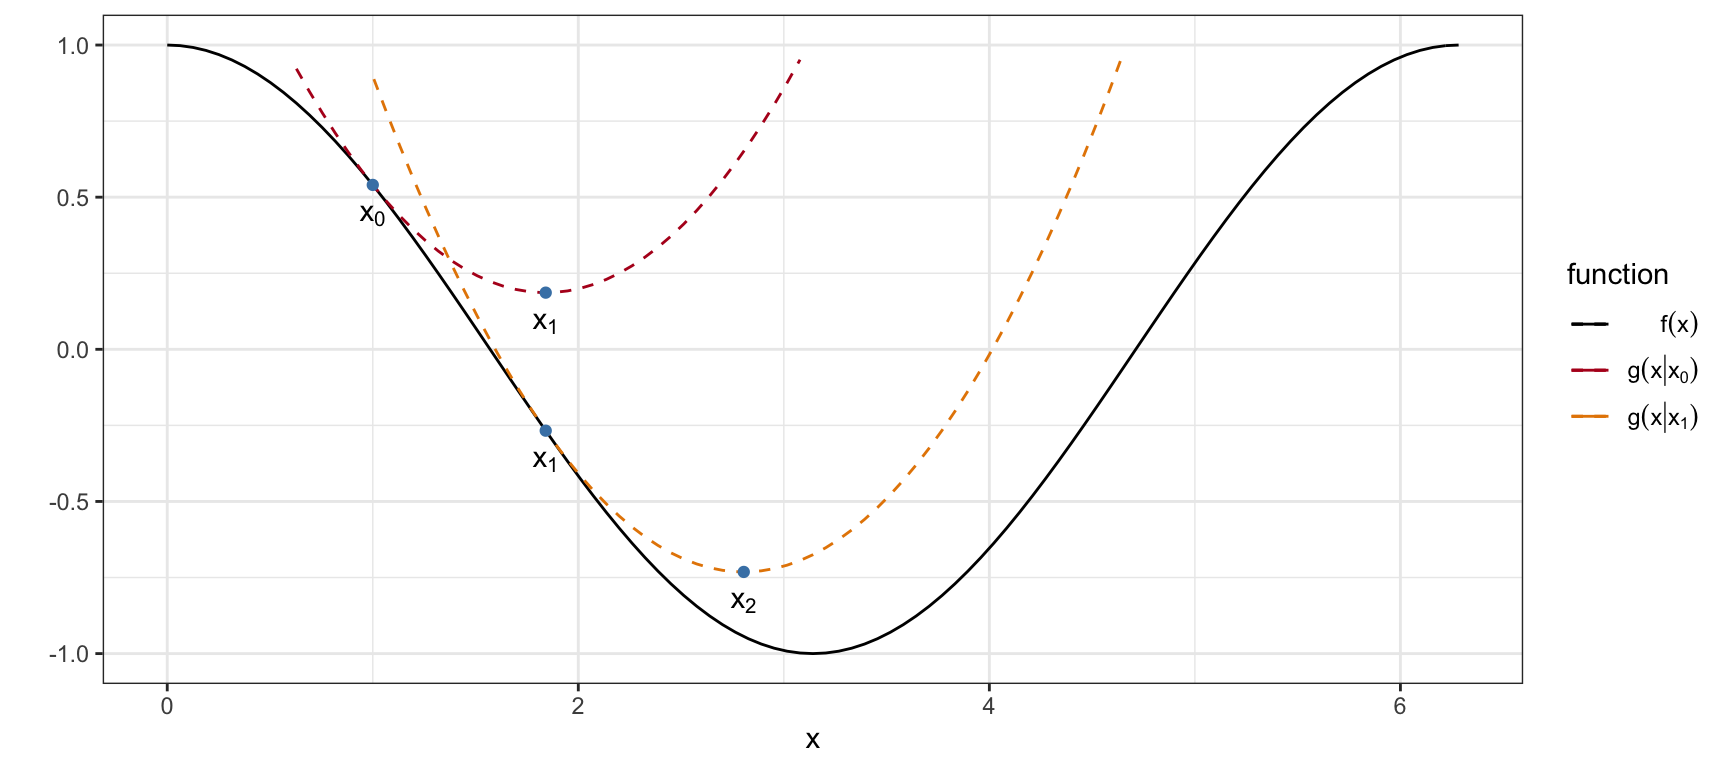 1.0
0.5
0.0
-0.5
-1.0
x₀
x₁
x₁
x₂
0 2 4 6
x
function
f(x)
g(x|x₀)
g(x|x₁)